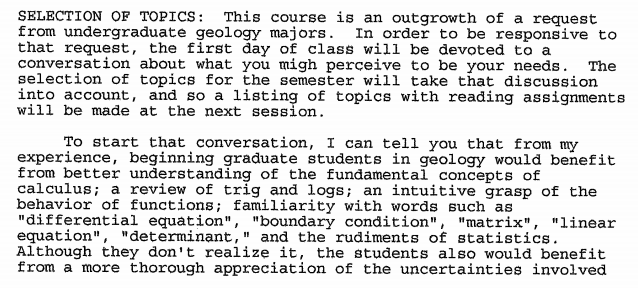 SELECTION OF TOPICS:  This course is an outgrowth of a request
from undergraduate geology majors.  In order to be responsive to
that request, the first day of class will be devoted to a
conversation about what you migh perceive to be your needs.  The
selection of topics for the semester will take that discussion
into account, and so a listing of topics with reading assignments
will be made at the next session.
To start that conversation, I can tell you that from my
experience, beginning graduate students in geology would benefit
from better understanding of the fundamental concepts of
calculus; a review of trig and logs; an intuitive grasp of the
behavior of functions; familiarity with words such as
"differential equation", "boundary condition", "matrix", "linear
equation", "determinant," and the rudiments of statistics.
Although they don't realize it, the students also would benefit
from a more thorough appreciation of the uncertainties involved